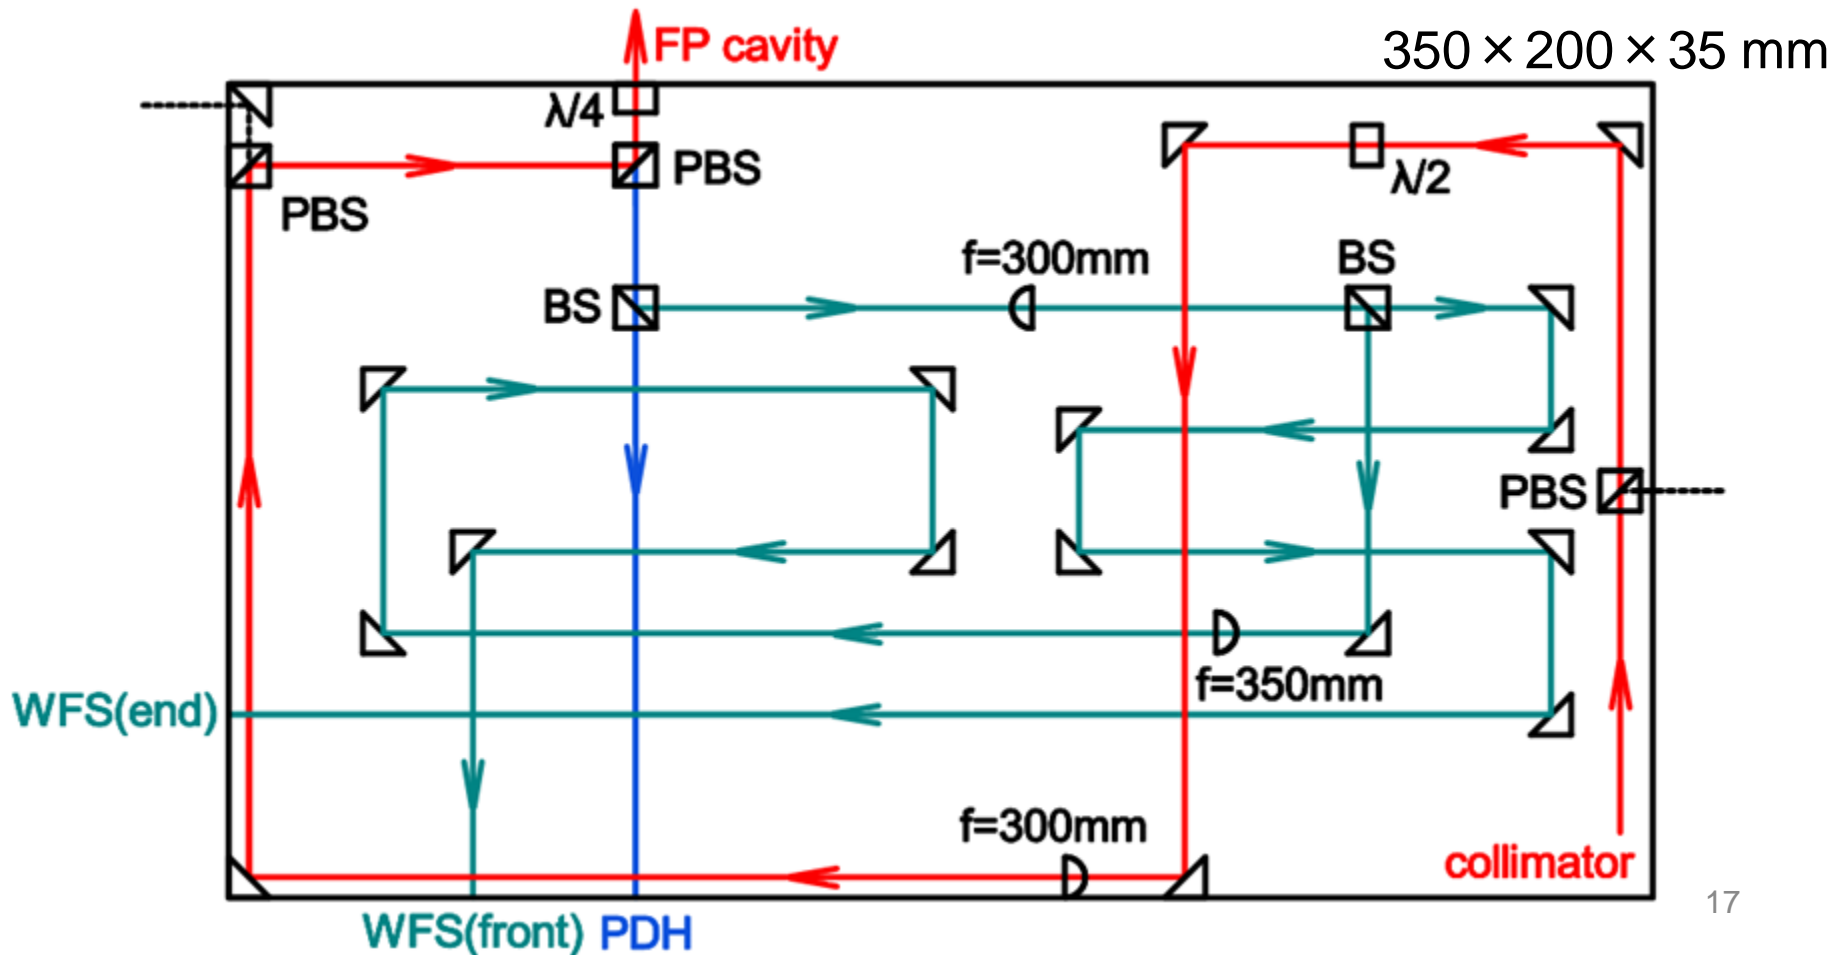 FP cavity
350×200×35 mm
λ/4
PBS
λ/2
PBS
f=300mm
BS
BS
PBS
f=350mm
WFS(end)
f=300mm
collimator
WFS(front)
PDH
17